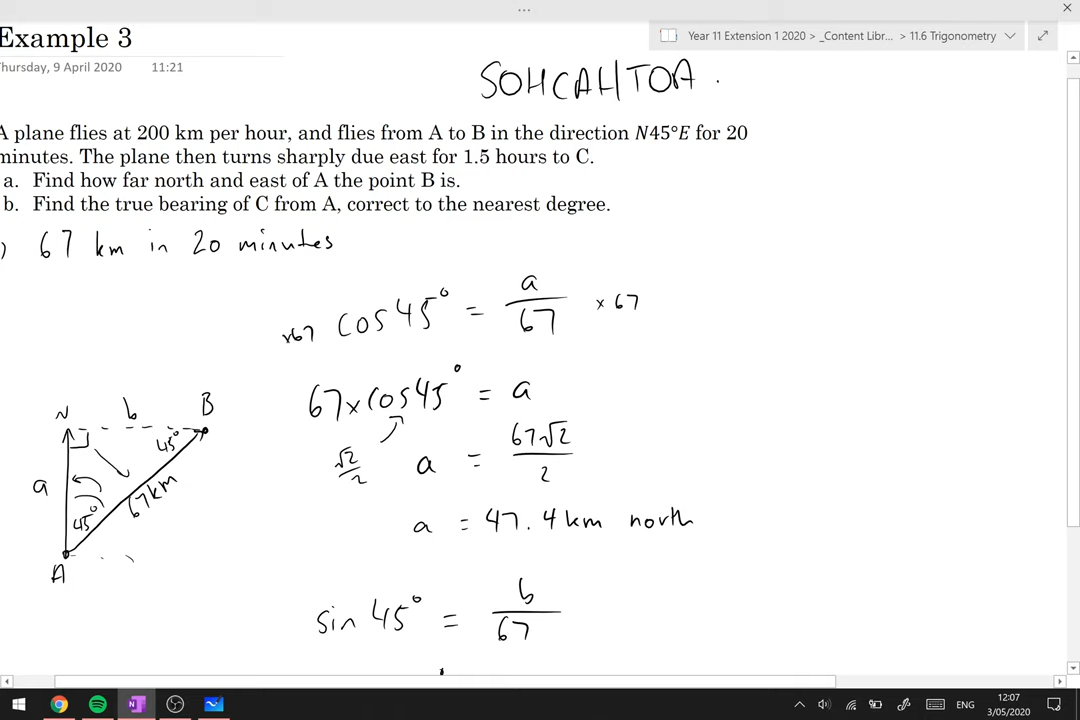 Example 3
Year 11 Extension 1 2020 > _Content Libr... > 11.6 Trigonometry
hursday, 9 April 2020 11:21
SOHCAHTOA .
A plane flies at 200 km per hour, and flies from A to B in the direction N45°E for 20
minutes. The plane then turns sharply due east for 1.5 hours to C.
a. Find how far north and east of A the point B is.
b. Find the true bearing of C from A, correct to the nearest degree.
) 67 km in 20 minutes
×67 cos 45° = a/67 ×67
67×cos45° = a
√2/2
a = 67√2/2
a = 47.4 km north
sin 45° = b/67
N b B
45°
a
45° 67km
A
ENG
12:07
3/05/2020